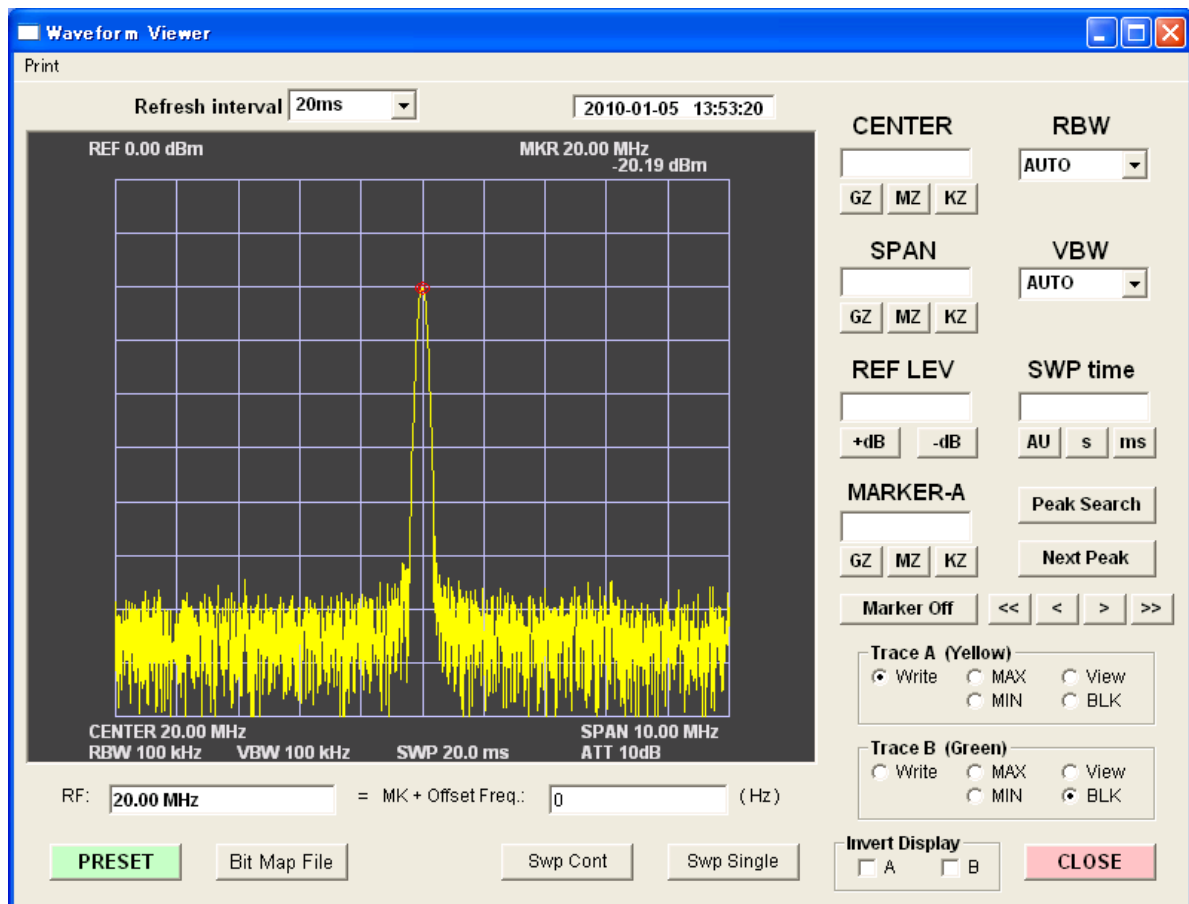 Waveform Viewer
Print
Refresh interval 20ms
2010-01-05 13:53:20
REF 0.00 dBm
MKR 20.00 MHz
-20.19 dBm
CENTER 20.00 MHz
SPAN 10.00 MHz
RBW 100 kHz VBW 100 kHz SWP 20.0 ms ATT 10dB
RF: 20.00 MHz = MK + Offset Freq.: 0 (Hz)
PRESET
Bit Map File
Swp Cont
Swp Single
CENTER
GZ MZ KZ
RBW
AUTO
SPAN
GZ MZ KZ
VBW
AUTO
REF LEV
+dB -dB
SWP time
AU s ms
MARKER-A
GZ MZ KZ
Peak Search
Next Peak
Marker Off << < > >>
Trace A (Yellow)
Write MAX View
MIN BLK
Trace B (Green)
Write MAX View
MIN BLK
Invert Display
A B
CLOSE